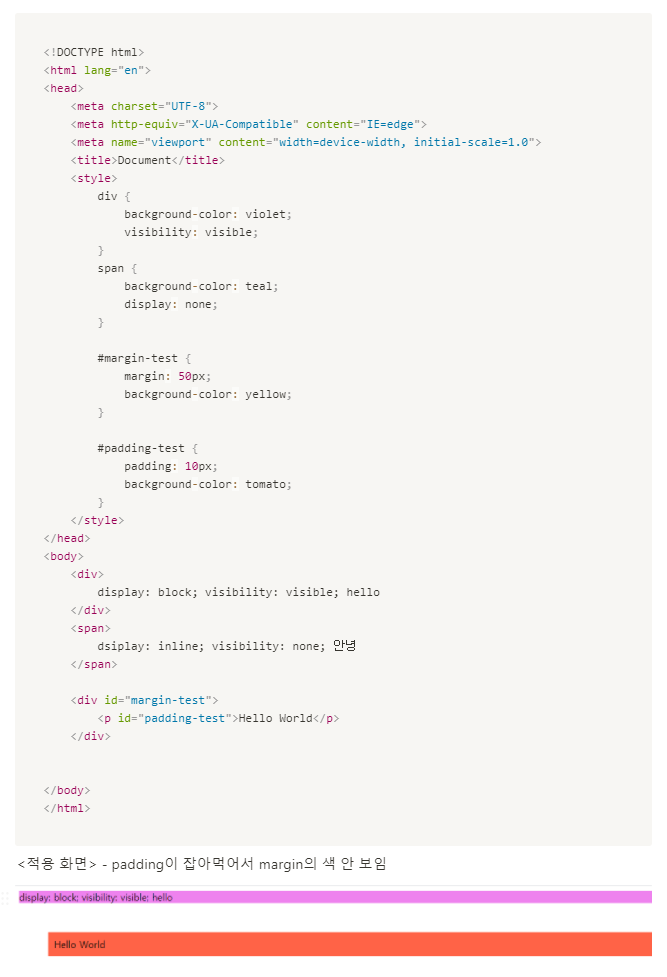 <!DOCTYPE html>
<html lang="en">
<head>
    <meta charset="UTF-8">
    <meta http-equiv="X-UA-Compatible" content="IE=edge">
    <meta name="viewport" content="width=device-width, initial-scale=1.0">
    <title>Document</title>
    <style>
        div {
            background-color: violet;
            visibility: visible;
        }
        span {
            background-color: teal;
            display: none;
        }

        #margin-test {
            margin: 50px;
            background-color: yellow;
        }

        #padding-test {
            padding: 10px;
            background-color: tomato;
        }
    </style>
</head>
<body>
    <div>
        display: block; visibility: visible; hello
    </div>
    <span>
        dsiplay: inline; visibility: none; 안녕
    </span>

    <div id="margin-test">
        <p id="padding-test">Hello World</p>
    </div>


</body>
</html>
<적용 화면> - padding이 잡아먹어서 margin의 색 안 보임
display: block; visibility: visible; hello
Hello World